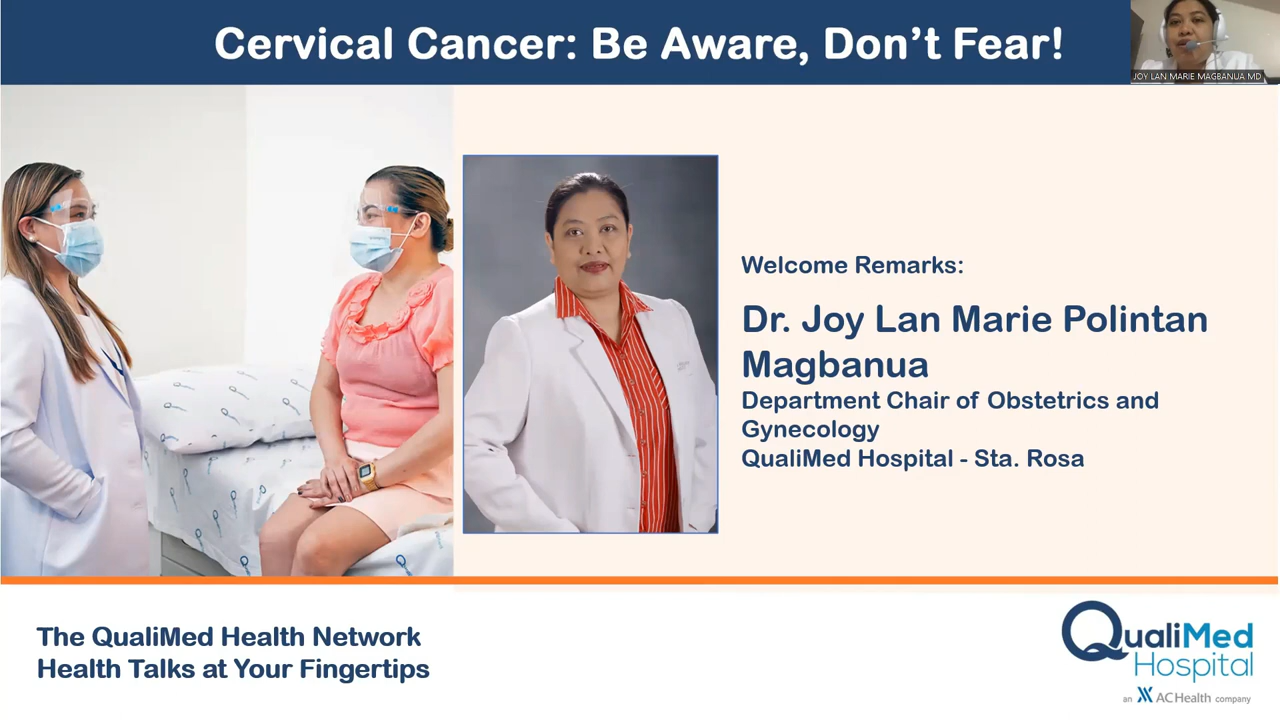 Cervical Cancer: Be Aware, Don't Fear!
JOY LAN MARIE MAGBANUA MD
Welcome Remarks:
Dr. Joy Lan Marie Polintan
Magbanua
Department Chair of Obstetrics and
Gynecology
QualiMed Hospital - Sta. Rosa
The QualiMed Health Network
Health Talks at Your Fingertips
QualiMed
Hospital
an AC Health company